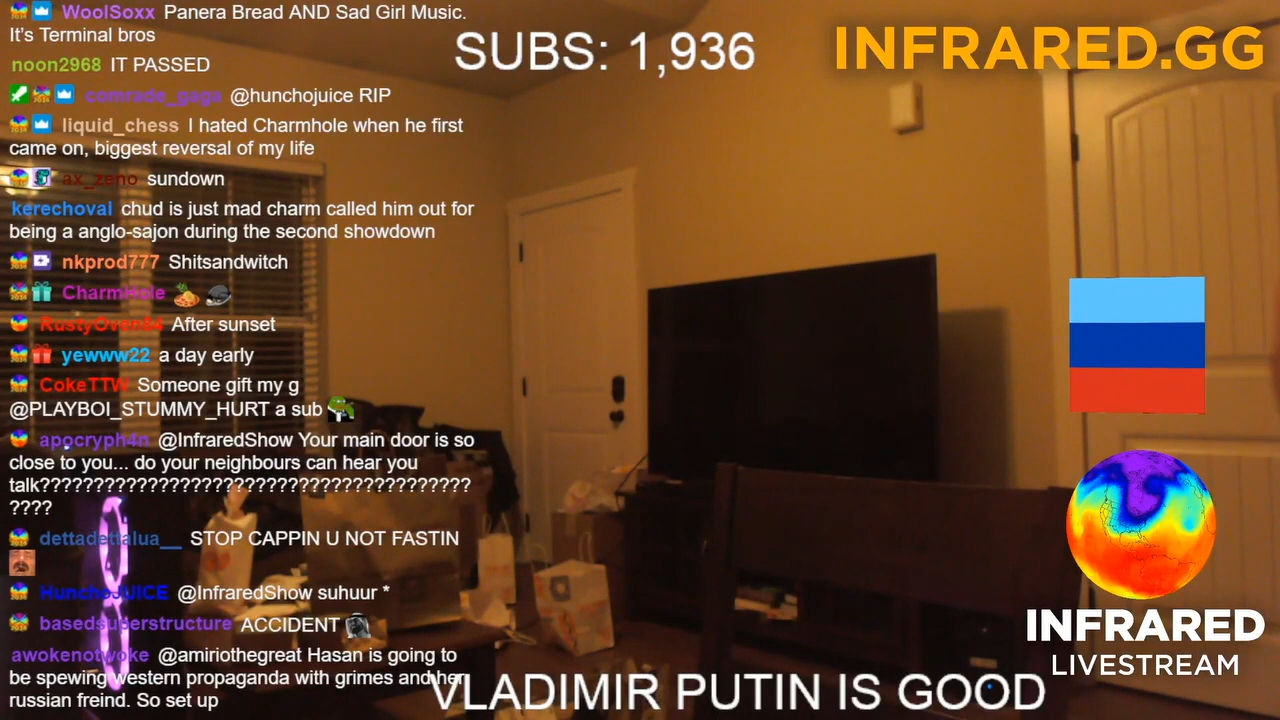 WoolSoxx Panera Bread AND Sad Girl Music.
It's Terminal bros
noon2968 IT PASSED
comrade_gaga @hunchojuice RIP
liquid_chess I hated Charmhole when he first
came on, biggest reversal of my life
ax_zeno sundown
kerechovai chud is just mad charm called him out for
being a anglo-sajon during the second showdown
nkprod777 Shitsandwitch
CharmHole
RustyOven84 After sunset
yewww22 a day early
CokeTTW Someone gift my g
@PLAYBOI_STUMMY_HURT a sub
apocryph4n @InfraredShow Your main door is so
close to you... do your neighbours can hear you
talk????????????????????????????????????????
????
dettadettalua__ STOP CAPPIN U NOT FASTIN
HunchoJUICE @InfraredShow suhuur *
basedsuperstructure ACCIDENT
awokenotwoke @amiriothegreat Hasan is going to
be spewing western propaganda with grimes and her
russian freind. So set up
SUBS: 1,936
INFRARED.GG
INFRARED
LIVESTREAM
VLADIMIR PUTIN IS GOOD